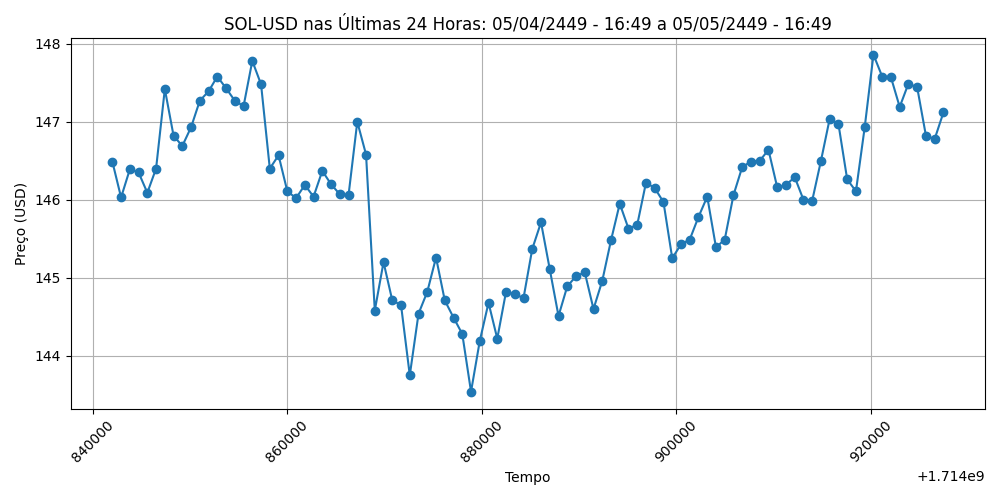 SOL-USD nas Últimas 24 Horas: 05/04/2449 - 16:49 a 05/05/2449 - 16:49
148
147
146
145
144
Preço (USD)
840000
860000
880000
900000
920000
Tempo
+1.714e9